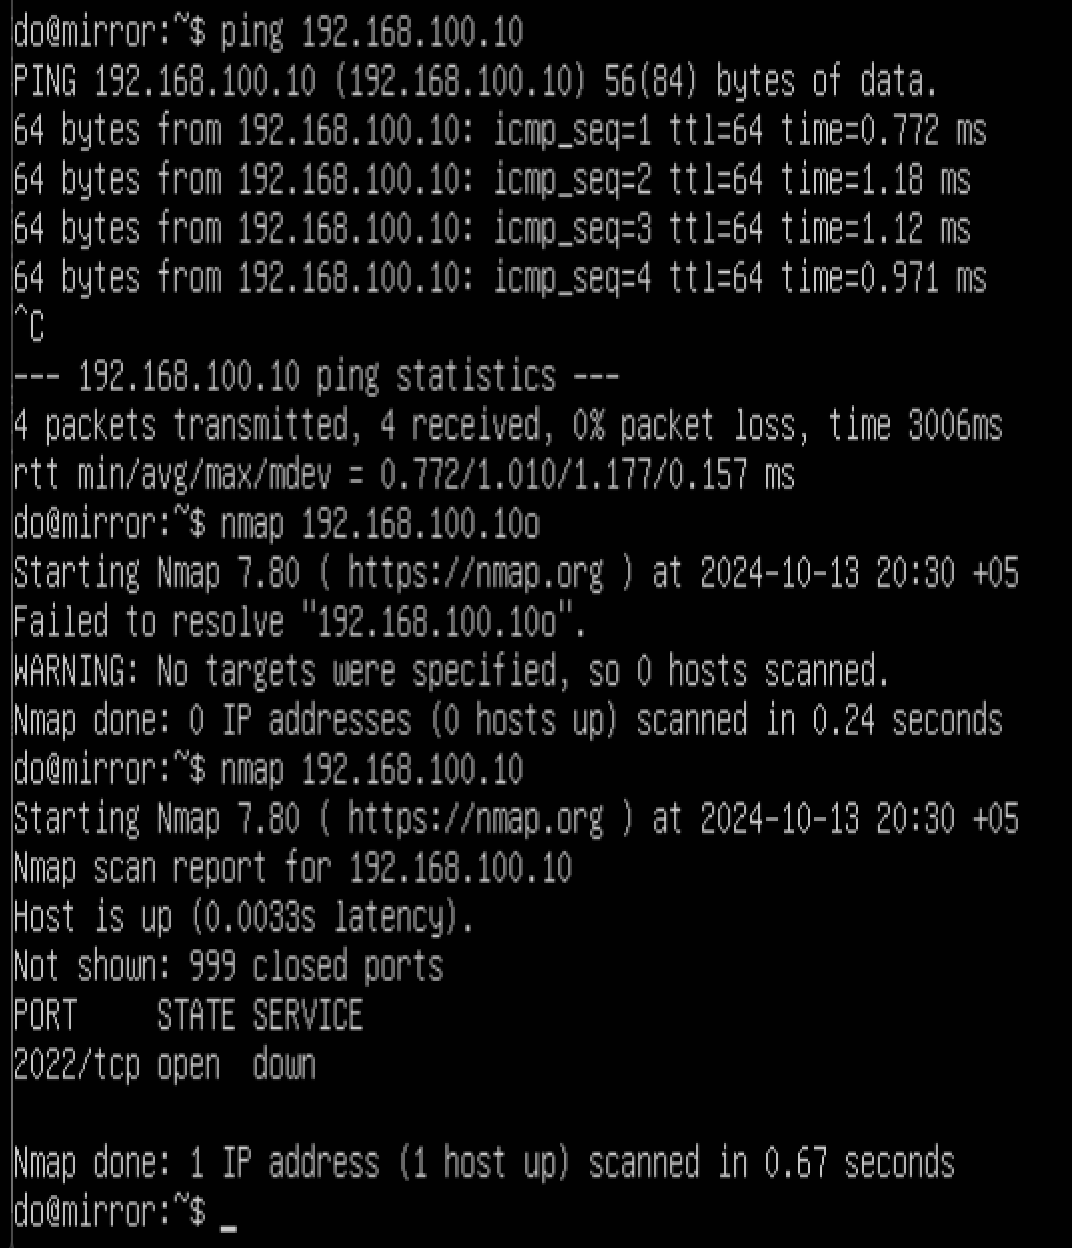 do@mirror:~$ ping 192.168.100.10
PING 192.168.100.10 (192.168.100.10) 56(84) bytes of data.
64 bytes from 192.168.100.10: icmp_seq=1 ttl=64 time=0.772 ms
64 bytes from 192.168.100.10: icmp_seq=2 ttl=64 time=1.18 ms
64 bytes from 192.168.100.10: icmp_seq=3 ttl=64 time=1.12 ms
64 bytes from 192.168.100.10: icmp_seq=4 ttl=64 time=0.971 ms
^C
--- 192.168.100.10 ping statistics ---
4 packets transmitted, 4 received, 0% packet loss, time 3006ms
rtt min/avg/max/mdev = 0.772/1.010/1.177/0.157 ms
do@mirror:~$ nmap 192.168.100.10o
Starting Nmap 7.80 ( https://nmap.org ) at 2024-10-13 20:30 +05
Failed to resolve "192.168.100.10o".
WARNING: No targets were specified, so 0 hosts scanned.
Nmap done: 0 IP addresses (0 hosts up) scanned in 0.24 seconds
do@mirror:~$ nmap 192.168.100.10
Starting Nmap 7.80 ( https://nmap.org ) at 2024-10-13 20:30 +05
Nmap scan report for 192.168.100.10
Host is up (0.0033s latency).
Not shown: 999 closed ports
PORT     STATE SERVICE
2022/tcp open  down
Nmap done: 1 IP address (1 host up) scanned in 0.67 seconds
do@mirror:~$ _